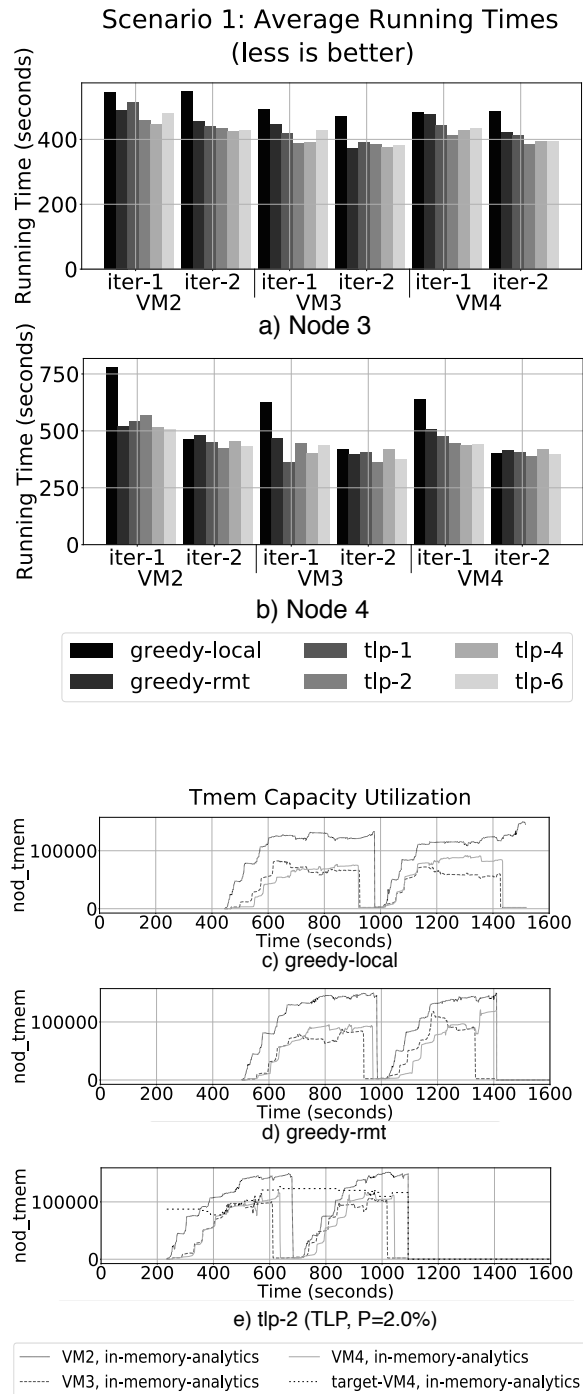 Scenario 1: Average Running Times
(less is better)
Running Time (seconds)
400
200
0
iter-1 iter-2 iter-1 iter-2 iter-1 iter-2
VM2 VM3 VM4
a) Node 3
Running Time (seconds)
750
500
250
0
iter-1 iter-2 iter-1 iter-2 iter-1 iter-2
VM2 VM3 VM4
b) Node 4
greedy-local tlp-1 tlp-4
greedy-rmt tlp-2 tlp-6
Tmem Capacity Utilization
nod_tmem
100000
0
0 200 400 600 800 1000 1200 1400 1600
Time (seconds)
c) greedy-local
nod_tmem
100000
0
0 200 400 600 800 1000 1200 1400 1600
Time (seconds)
d) greedy-rmt
nod_tmem
100000
0
0 200 400 600 800 1000 1200 1400 1600
Time (seconds)
e) tlp-2 (TLP, P=2.0%)
VM2, in-memory-analytics VM4, in-memory-analytics
VM3, in-memory-analytics target-VM4, in-memory-analytics